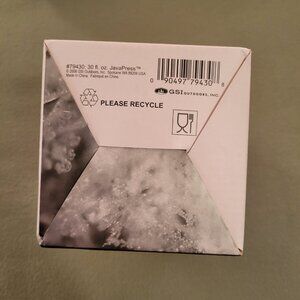 #79430: 30 fl. oz. JavaPress™
© 2008 GSI Outdoors, Inc. Spokane WA 99206 USA
Made in China. Fabriqué en Chine.
0 90497 79430 8
GSI OUTDOORS, INC.
PLEASE RECYCLE